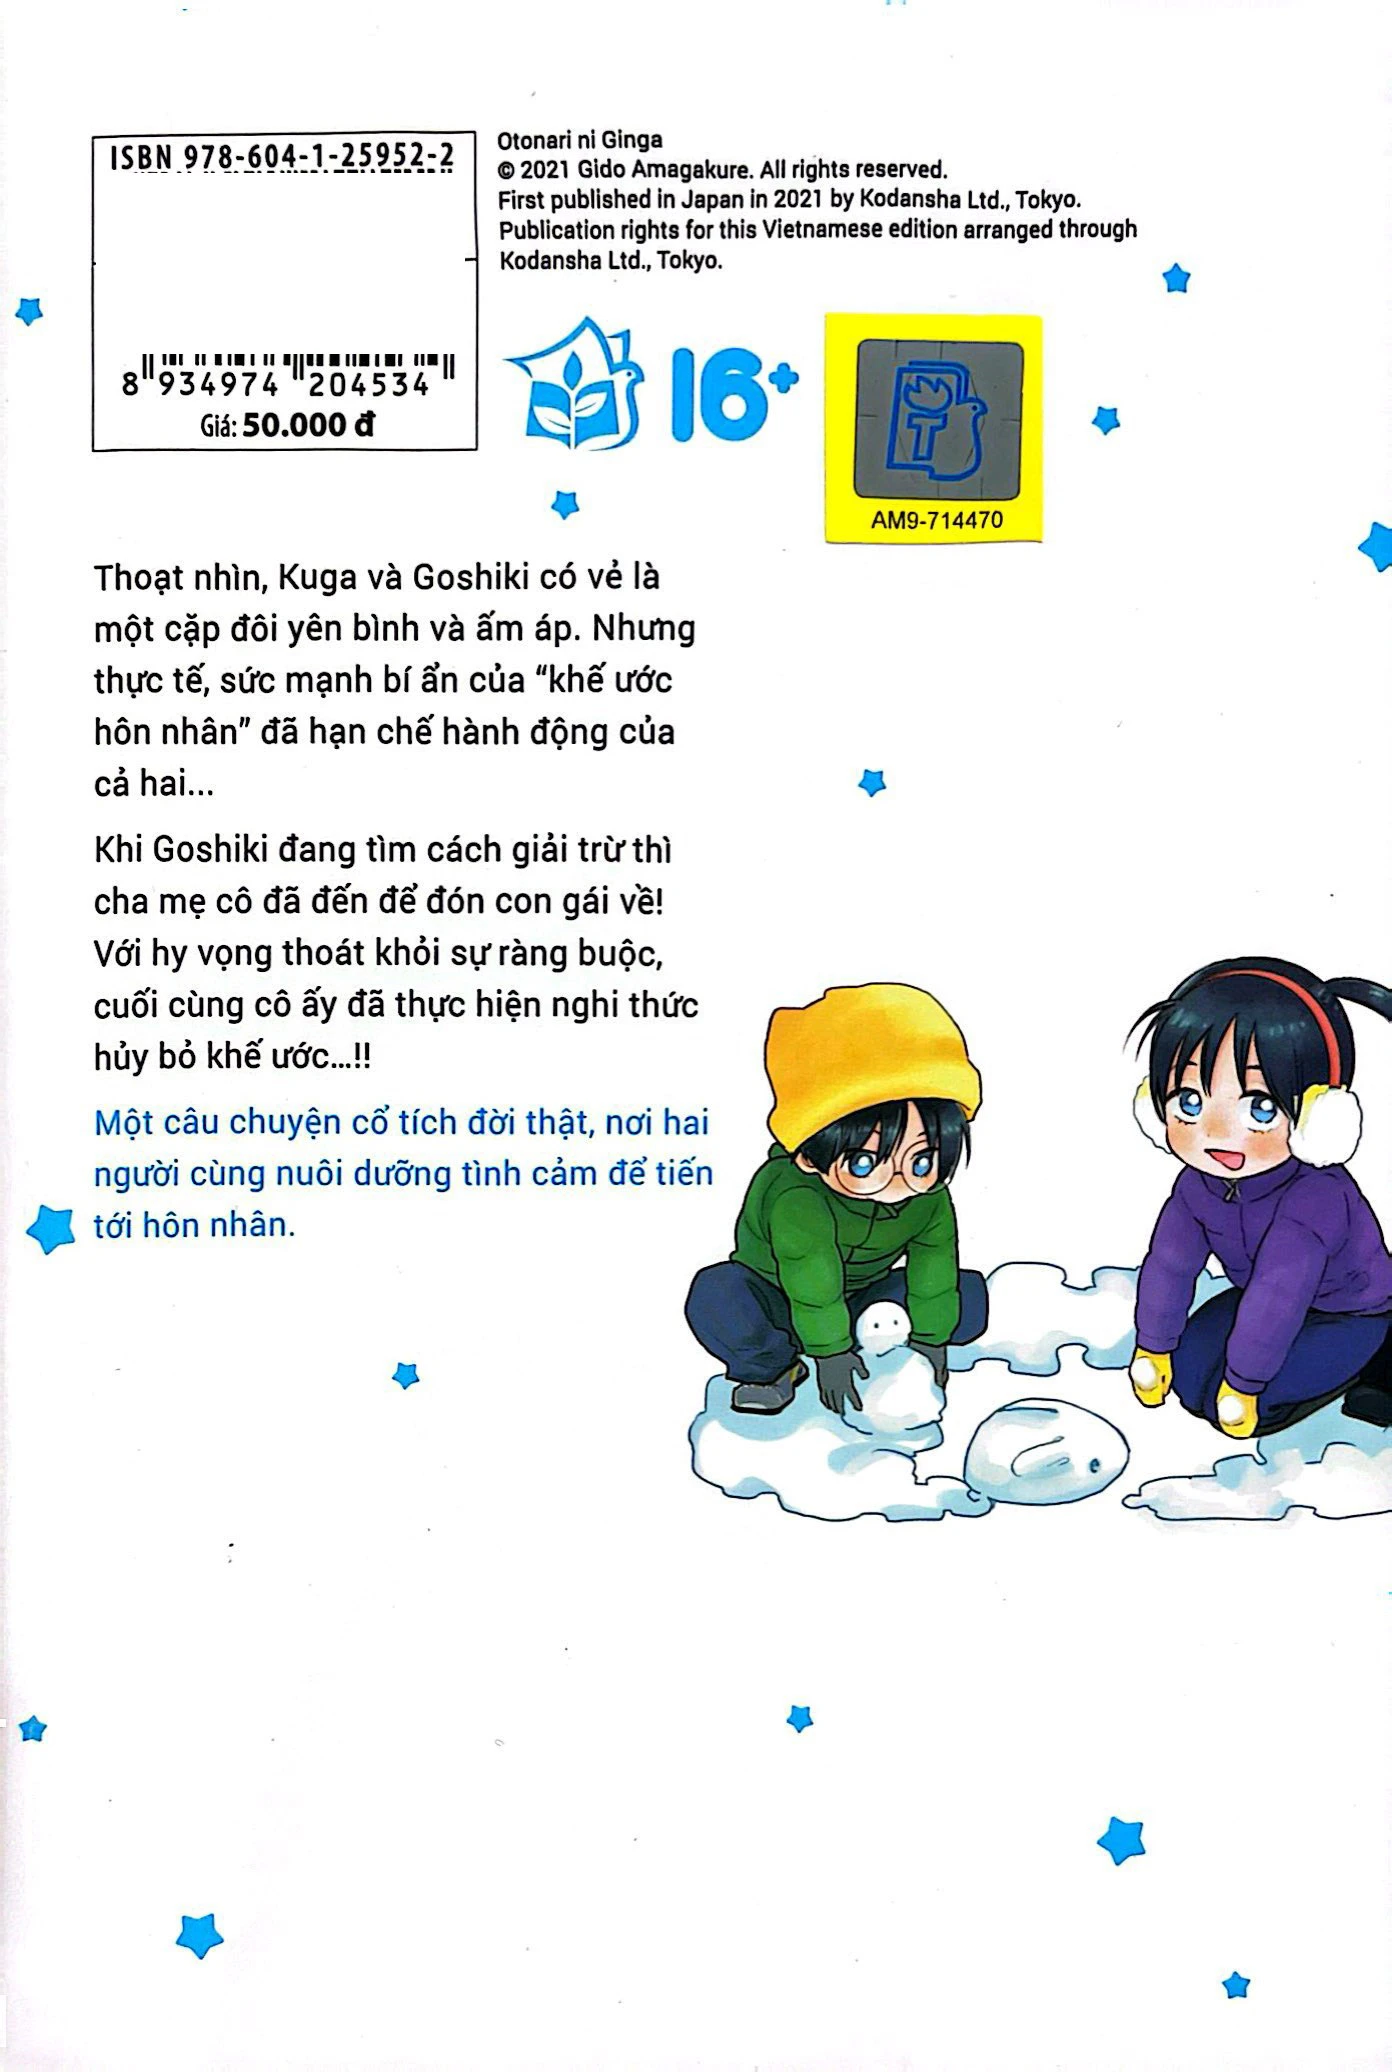 ISBN 978-604-1-25952-2
8 934974 204534
Giá: 50.000 đ
Otonari ni Ginga
© 2021 Gido Amagakure. All rights reserved.
First published in Japan in 2021 by Kodansha Ltd., Tokyo.
Publication rights for this Vietnamese edition arranged through
Kodansha Ltd., Tokyo.
16+
T
AM9-714470
Thoạt nhìn, Kuga và Goshiki có vẻ là
một cặp đôi yên bình và ấm áp. Nhưng
thực tế, sức mạnh bí ẩn của “khế ước
hôn nhân” đã hạn chế hành động của
cả hai...
Khi Goshiki đang tìm cách giải trừ thì
cha mẹ cô đã đến để đón con gái về!
Với hy vọng thoát khỏi sự ràng buộc,
cuối cùng cô ấy đã thực hiện nghi thức
hủy bỏ khế ước...!!
Một câu chuyện cổ tích đời thật, nơi hai
người cùng nuôi dưỡng tình cảm để tiến
tới hôn nhân.